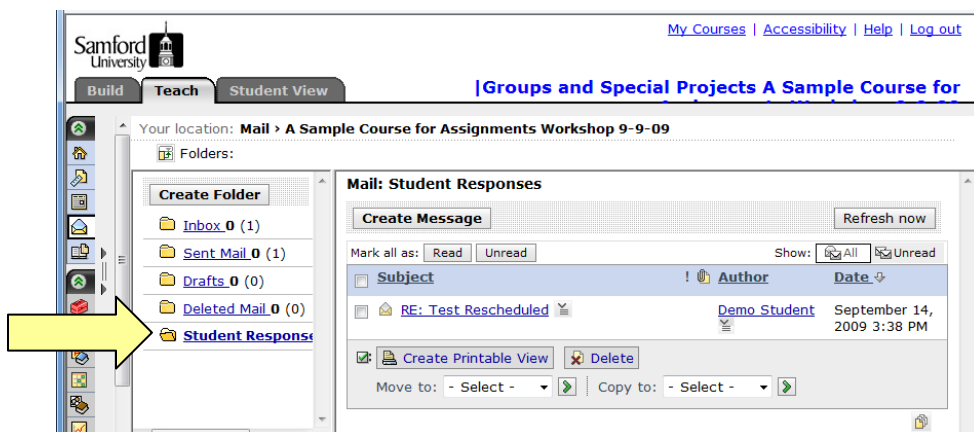 My Courses | Accessibility | Help | Log out
Samford
University
Build Teach Student View
|Groups and Special Projects A Sample Course for
Your location: Mail › A Sample Course for Assignments Workshop 9-9-09
Folders:
Create Folder
Inbox 0 (1)
Sent Mail 0 (1)
Drafts 0 (0)
Deleted Mail 0 (0)
Student Response
Mail: Student Responses
Create Message Refresh now
Mark all as: Read Unread Show: All Unread
Subject ! Author Date
RE: Test Rescheduled Demo Student September 14,
2009 3:38 PM
Create Printable View Delete
Move to: - Select - Copy to: - Select -